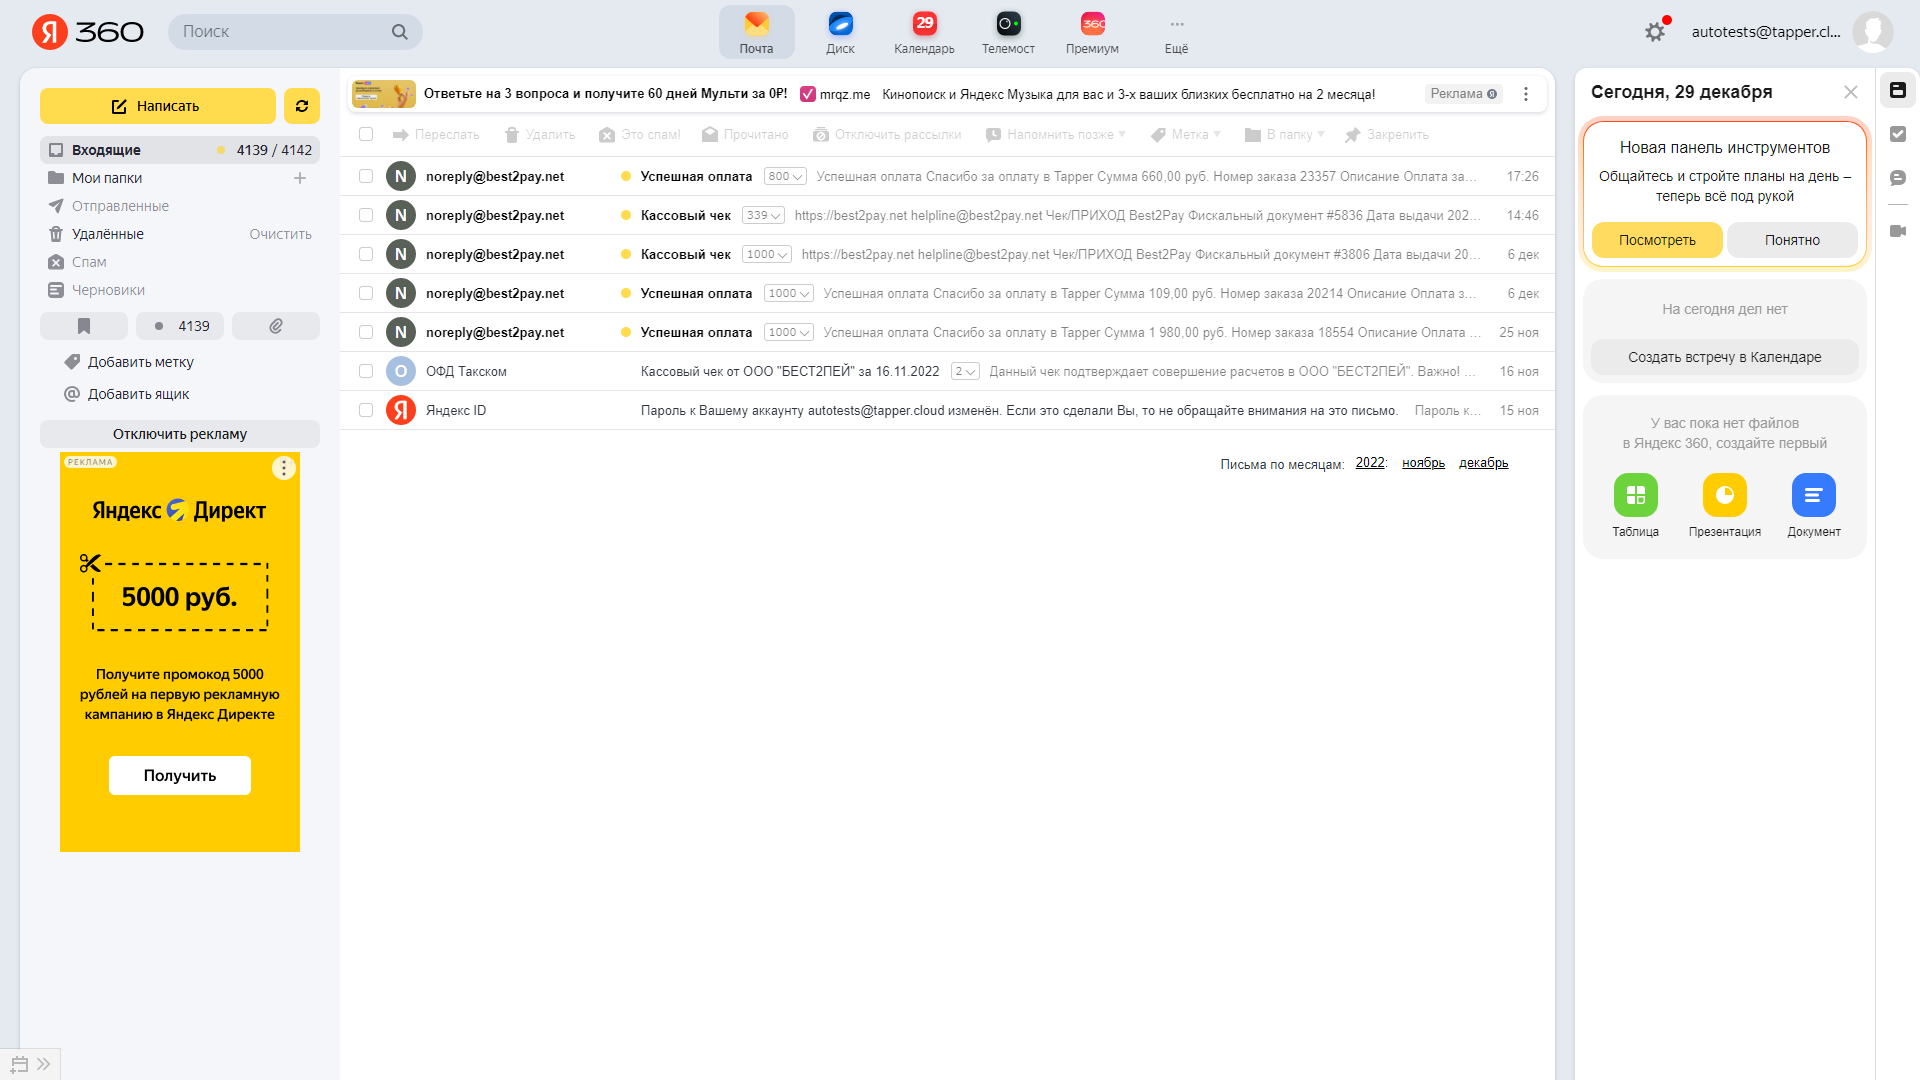 Я 360
Поиск
Почта
Диск
29
Календарь
Телемост
360
Премиум
Ещё
autotests@tapper.cl...
Написать
Входящие 4139 / 4142
Мои папки
Отправленные
Удалённые Очистить
Спам
Черновики
4139
Добавить метку
Добавить ящик
Отключить рекламу
РЕКЛАМА
Яндекс Директ
5000 руб.
Получите промокод 5000
рублей на первую рекламную
кампанию в Яндекс Директе
Получить
Ответьте на 3 вопроса и получите 60 дней Мульти за 0₽! mrqz.me Кинопоиск и Яндекс Музыка для вас и 3-х ваших близких бесплатно на 2 месяца! Реклама
Переслать Удалить Это спам! Прочитано Отключить рассылки Напомнить позже Метка В папку Закрепить
N noreply@best2pay.net Успешная оплата 800 Успешная оплата Спасибо за оплату в Tapper Сумма 660,00 руб. Номер заказа 23357 Описание Оплата за... 17:26
N noreply@best2pay.net Кассовый чек 339 https://best2pay.net helpline@best2pay.net Чек/ПРИХОД Best2Pay Фискальный документ #5836 Дата выдачи 202... 14:46
N noreply@best2pay.net Кассовый чек 1000 https://best2pay.net helpline@best2pay.net Чек/ПРИХОД Best2Pay Фискальный документ #3806 Дата выдачи 20... 6 дек
N noreply@best2pay.net Успешная оплата 1000 Успешная оплата Спасибо за оплату в Tapper Сумма 109,00 руб. Номер заказа 20214 Описание Оплата з... 6 дек
N noreply@best2pay.net Успешная оплата 1000 Успешная оплата Спасибо за оплату в Tapper Сумма 1 980,00 руб. Номер заказа 18554 Описание Оплата ... 25 ноя
О ОФД Такском Кассовый чек от ООО "БЕСТ2ПЕЙ" за 16.11.2022 2 Данный чек подтверждает совершение расчетов в ООО "БЕСТ2ПЕЙ". Важно! ... 16 ноя
Я Яндекс ID Пароль к Вашему аккаунту autotests@tapper.cloud изменён. Если это сделали Вы, то не обращайте внимания на это письмо. Пароль к... 15 ноя
Письма по месяцам: 2022: ноябрь декабрь
Сегодня, 29 декабря
Новая панель инструментов
Общайтесь и стройте планы на день –
теперь всё под рукой
Посмотреть Понятно
На сегодня дел нет
Создать встречу в Календаре
У вас пока нет файлов
в Яндекс 360, создайте первый
Таблица Презентация Документ